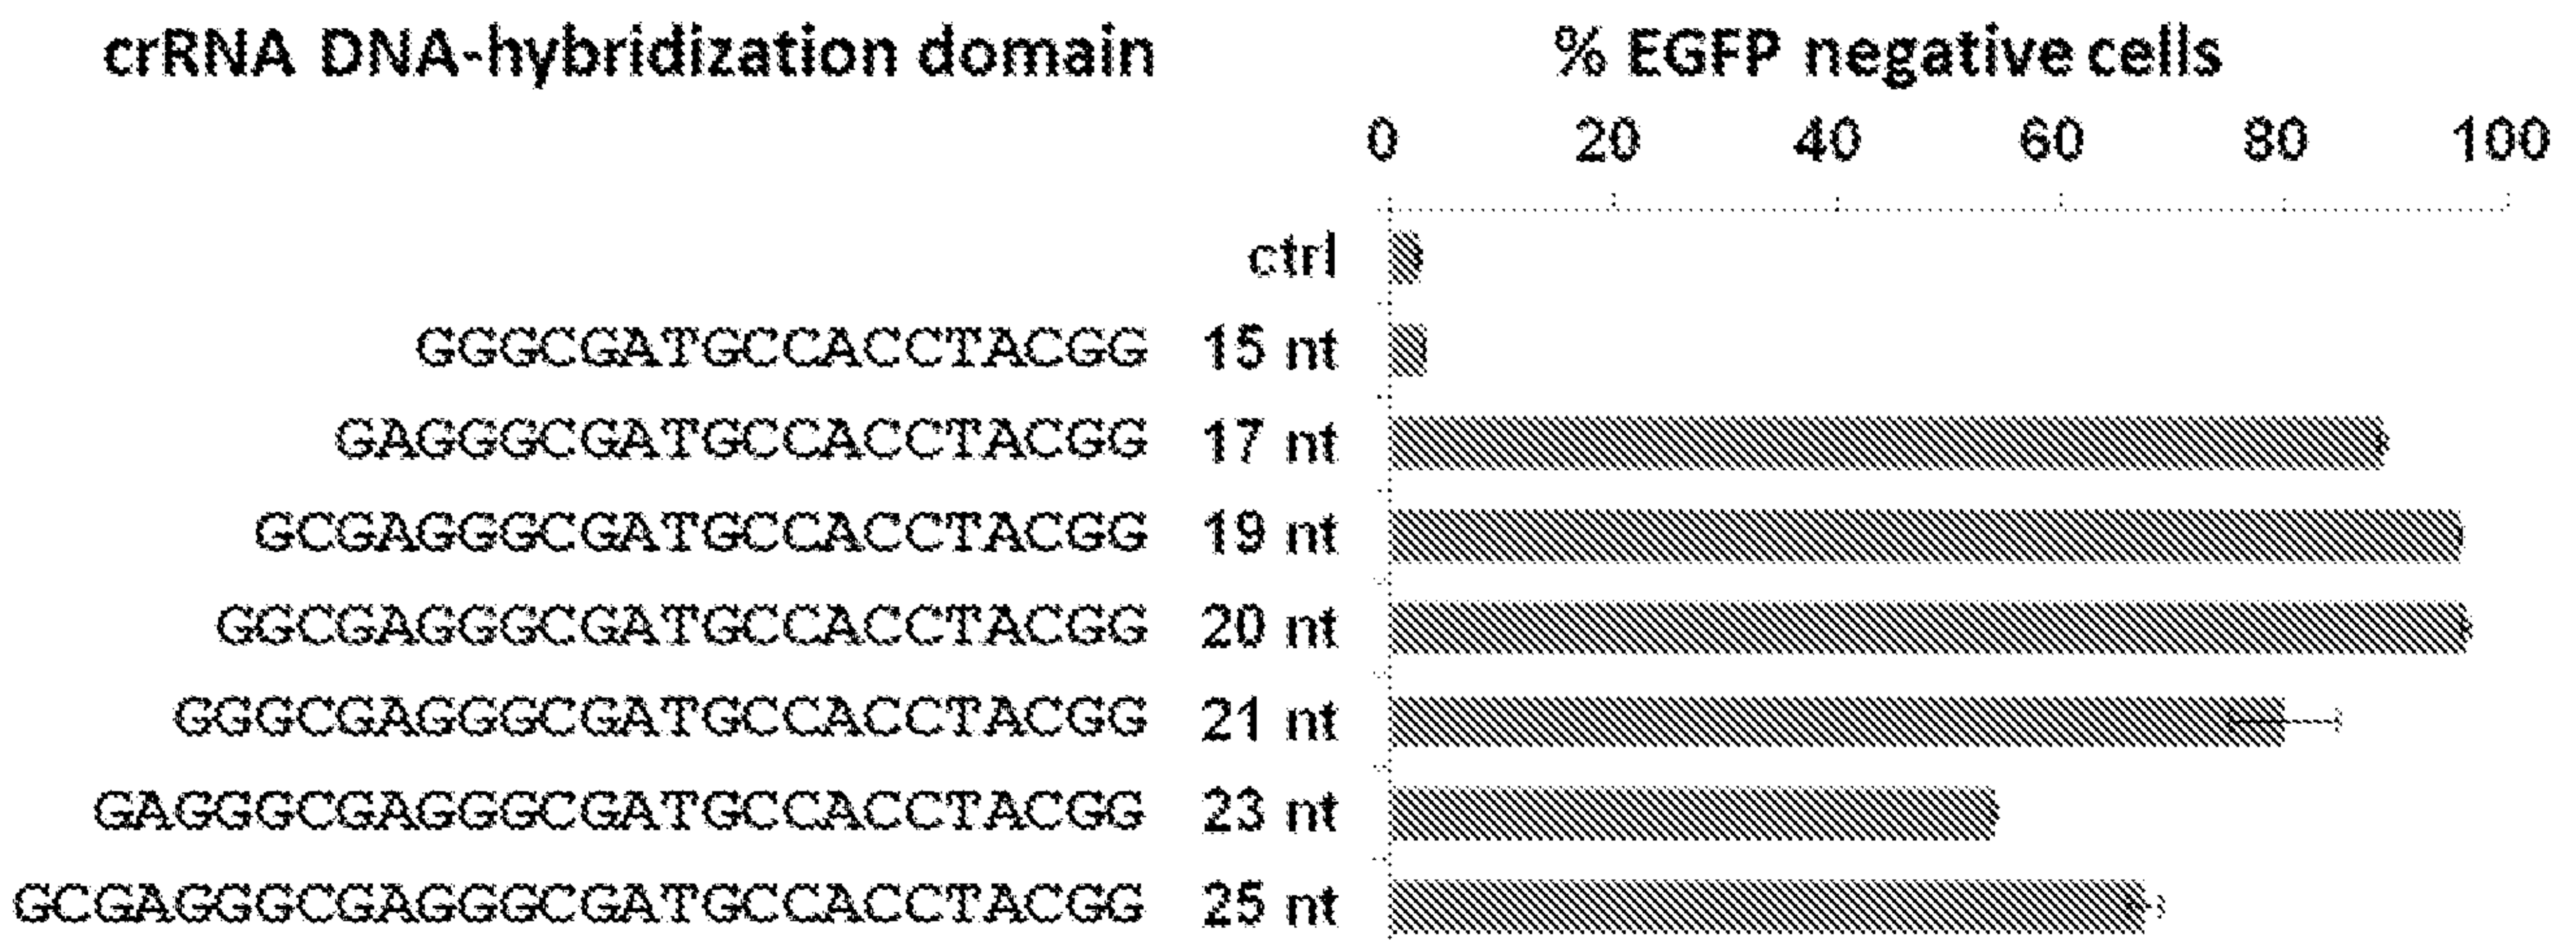 crRNA DNA-hybridization domain
% EGFP negative cells
0 20 40 60 80 100
ctrl
GGGCGATGCCACCTACGG 15 nt
GAGGGCGATGCCACCTACGG 17 nt
GCGAGGGCGATGCCACCTACGG 19 nt
GGCGAGGGCGATGCCACCTACGG 20 nt
GGGCGAGGGCGATGCCACCTACGG 21 nt
GAGGGCGAGGGCGATGCCACCTACGG 23 nt
GCGAGGGCGAGGGCGATGCCACCTACGG 25 nt